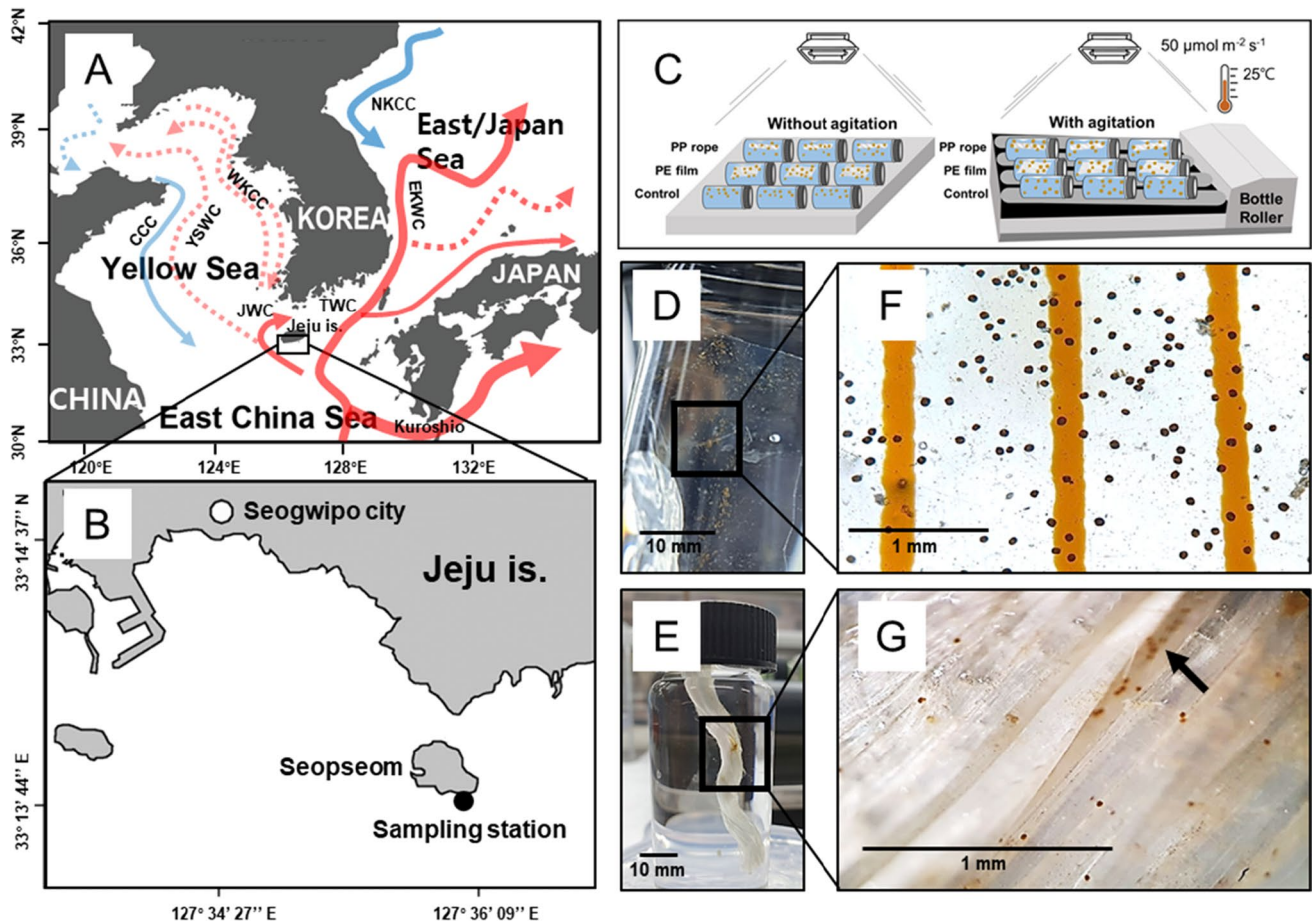 A
42°N
39°N
36°N
33°N
30°N
120°E
124°E
128°E
132°E
NKCC
East/Japan
Sea
EKWC
WKCC
YSWC
CCC
KOREA
Yellow Sea
JAPAN
JWC
TWC
Jeju is.
CHINA
East China Sea
Kuroshio
B
Seogwipo city
Jeju is.
33° 14' 37'' N
Seopseom
33° 13' 44'' E
Sampling station
127° 34' 27'' E
127° 36' 09'' E
C
50 µmol m-2 s-1
25℃
Without agitation
PP rope
PE film
Control
With agitation
PP rope
PE film
Control
Bottle
Roller
D
10 mm
F
1 mm
E
10 mm
G
1 mm